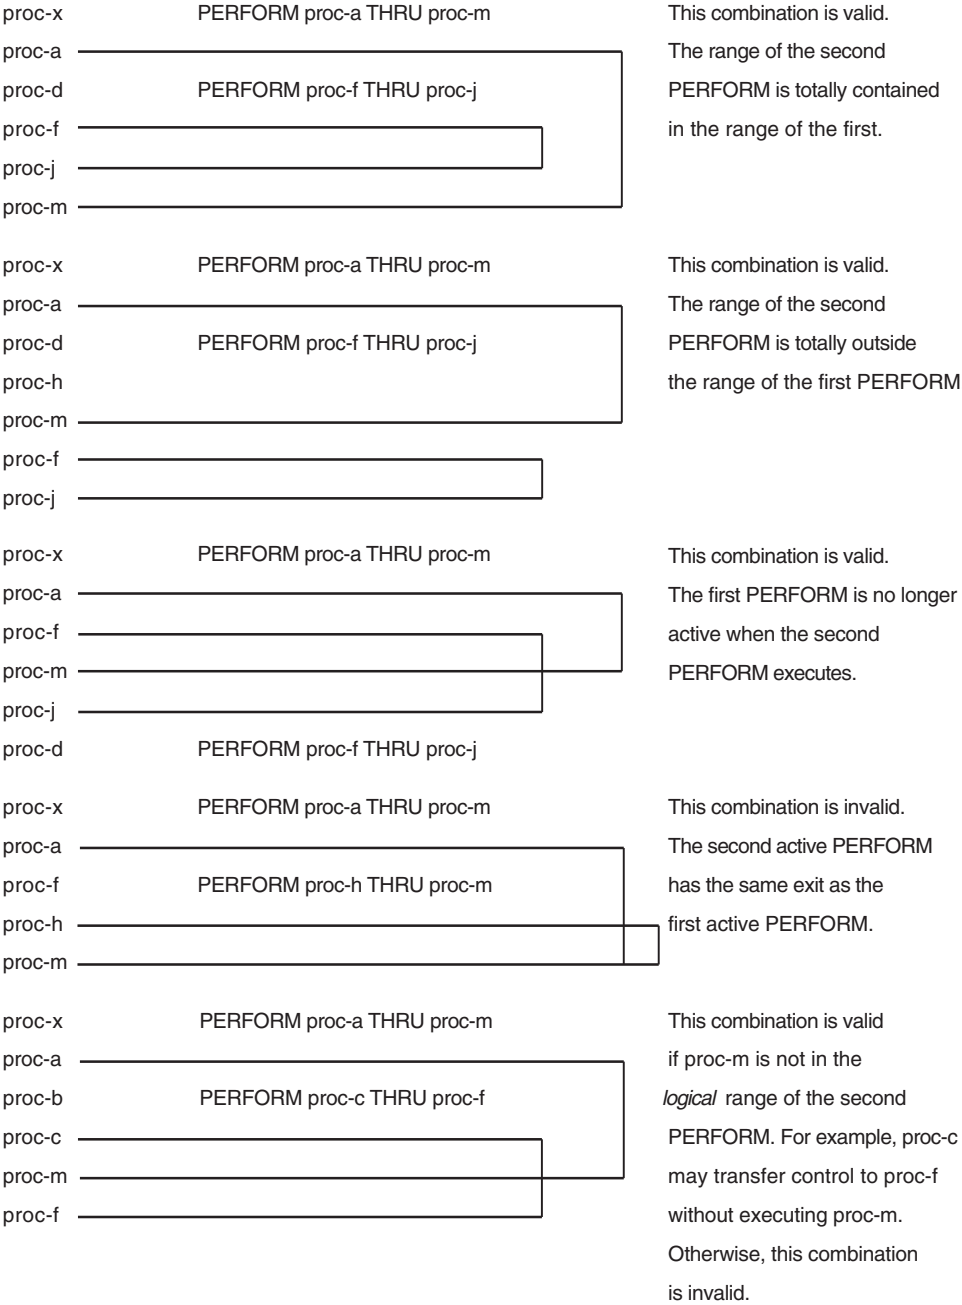 proc-x PERFORM proc-a THRU proc-m This combination is valid.
proc-a The range of the second
proc-d PERFORM proc-f THRU proc-j PERFORM is totally contained
proc-f in the range of the first.
proc-j
proc-m
proc-x PERFORM proc-a THRU proc-m This combination is valid.
proc-a The range of the second
proc-d PERFORM proc-f THRU proc-j PERFORM is totally outside
proc-h the range of the first PERFORM
proc-m
proc-f
proc-j
proc-x PERFORM proc-a THRU proc-m This combination is valid.
proc-a The first PERFORM is no longer
proc-f active when the second
proc-m PERFORM executes.
proc-j
proc-d PERFORM proc-f THRU proc-j
proc-x PERFORM proc-a THRU proc-m This combination is invalid.
proc-a The second active PERFORM
proc-f PERFORM proc-h THRU proc-m has the same exit as the
proc-h first active PERFORM.
proc-m
proc-x PERFORM proc-a THRU proc-m This combination is valid
proc-a if proc-m is not in the
proc-b PERFORM proc-c THRU proc-f logical range of the second
proc-c PERFORM. For example, proc-c
proc-m may transfer control to proc-f
proc-f without executing proc-m.
Otherwise, this combination
is invalid.